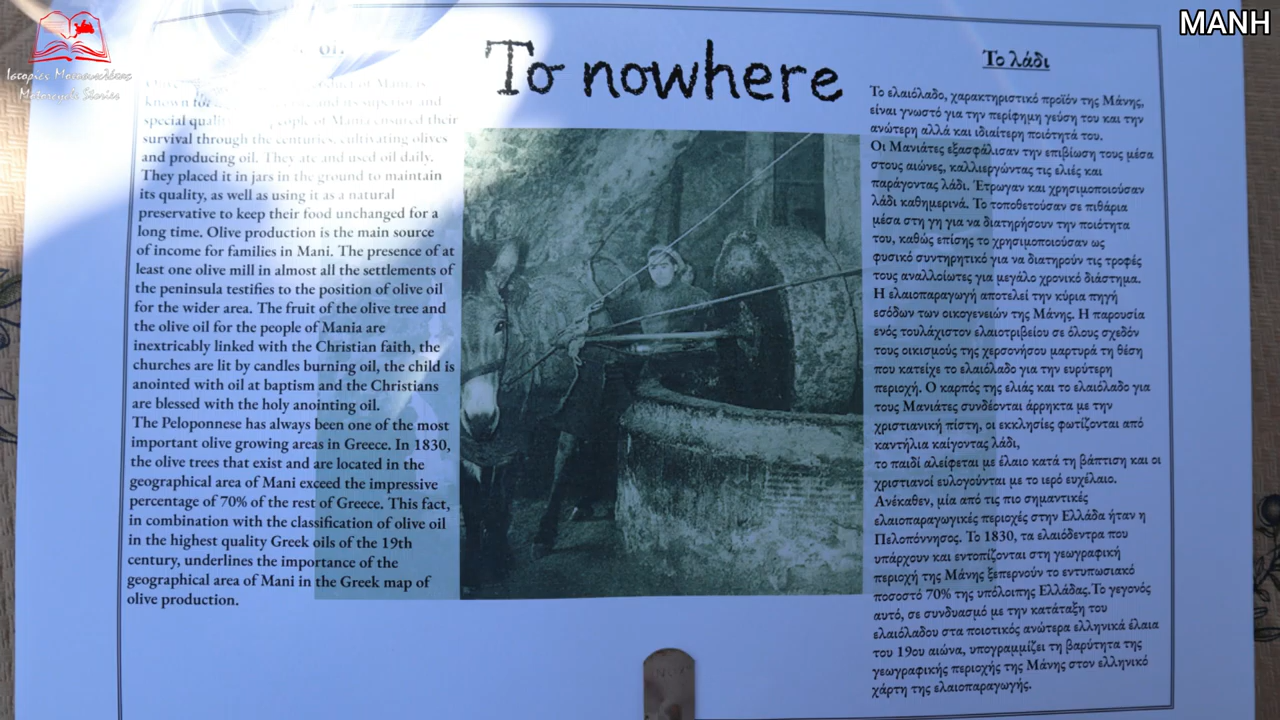 Ιστορίες Μοτοσυκλέτας
Motorcycle Stories
ΜΑΝΗ
To nowhere
oduct of Mani, is
known for and its superior and
special quality. people of Mania ensured their
survival through the centuries, cultivating olives
and producing oil. They ate and used oil daily.
They placed it in jars in the ground to maintain
its quality, as well as using it as a natural
preservative to keep their food unchanged for a
long time. Olive production is the main source
of income for families in Mani. The presence of at
least one olive mill in almost all the settlements of
the peninsula testifies to the position of olive oil
for the wider area. The fruit of the olive tree and
the olive oil for the people of Mania are
inextricably linked with the Christian faith, the
churches are lit by candles burning oil, the child is
anointed with oil at baptism and the Christians
are blessed with the holy anointing oil.
The Peloponnese has always been one of the most
important olive growing areas in Greece. In 1830,
the olive trees that exist and are located in the
geographical area of Mani exceed the impressive
percentage of 70% of the rest of Greece. This fact,
in combination with the classification of olive oil
in the highest quality Greek oils of the 19th
century, underlines the importance of the
geographical area of Mani in the Greek map of
olive production.
Το λάδι
Το ελαιόλαδο, χαρακτηριστικό προϊόν της Μάνης,
είναι γνωστό για την περίφημη γεύση του και την
ανώτερη αλλά και ιδιαίτερη ποιότητά του.
Οι Μανιάτες εξασφάλισαν την επιβίωση τους μέσα
στους αιώνες, καλλιεργώντας τις ελιές και
παράγοντας λάδι. Έτρωγαν και χρησιμοποιούσαν
λάδι καθημερινά. Το τοποθετούσαν σε πιθάρια
μέσα στη γη για να διατηρήσουν την ποιότητα
του, καθώς επίσης το χρησιμοποιούσαν ως
φυσικό συντηρητικό για να διατηρούν τις τροφές
τους αναλλοίωτες για μεγάλο χρονικό διάστημα.
Η ελαιοπαραγωγή αποτελεί την κύρια πηγή
εσόδων των οικογενειών της Μάνης. Η παρουσία
ενός τουλάχιστον ελαιοτριβείου σε όλους σχεδόν
τους οικισμούς της χερσονήσου μαρτυρά τη θέση
που κατείχε το ελαιόλαδο για την ευρύτερη
περιοχή. Ο καρπός της ελιάς και το ελαιόλαδο για
τους Μανιάτες συνδέονται άρρηκτα με την
χριστιανική πίστη, οι εκκλησίες φωτίζονται από
καντήλια καίγοντας λάδι,
το παιδί αλείφεται με έλαιο κατά τη βάπτιση και οι
χριστιανοί ευλογούνται με το ιερό ευχέλαιο.
Ανέκαθεν, μία από τις πιο σημαντικές
ελαιοπαραγωγικές περιοχές στην Ελλάδα ήταν η
Πελοπόννησος. Το 1830, τα ελαιόδεντρα που
υπάρχουν και εντοπίζονται στη γεωγραφική
περιοχή της Μάνης ξεπερνούν το εντυπωσιακό
ποσοστό 70% της υπόλοιπης Ελλάδας.Το γεγονός
αυτό, σε συνδυασμό με την κατάταξη του
ελαιόλαδου στα ποιοτικός ανώτερα ελληνικά έλαια
του 19ου αιώνα, υπογραμμίζει τη βαρύτητα της
γεωγραφικής περιοχής της Μάνης στον ελληνικό
χάρτη της ελαιοπαραγωγής.